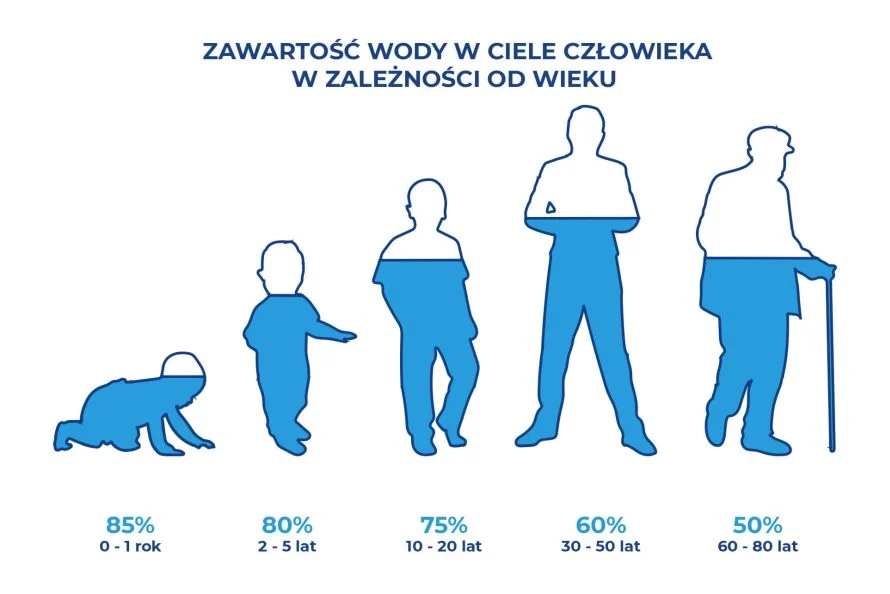 ZAWARTOŚĆ WODY W CIELE CZŁOWIEKA
W ZALEŻNOŚCI OD WIEKU
85% 80% 75% 60% 50%
0 - 1 rok 2 - 5 lat 10 - 20 lat 30 - 50 lat 60 - 80 lat